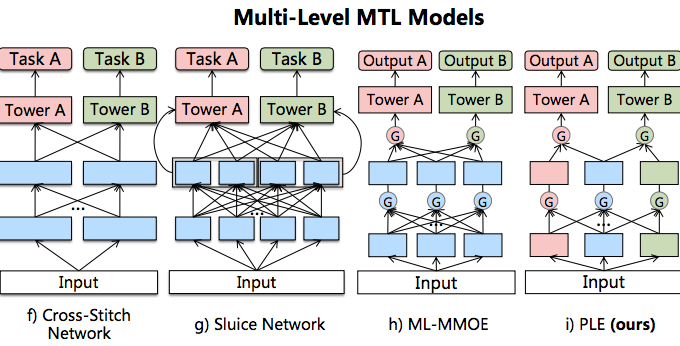 Multi-Level MTL Models
Task A Task B Task A Task B Output A Output B Output A Output B
Tower A Tower B Tower A Tower B Tower A Tower B Tower A Tower B
G G G G
... ... G G G G G G
... ...
Input Input Input Input
f) Cross-Stitch Network
g) Sluice Network
h) ML-MMOE
i) PLE (ours)